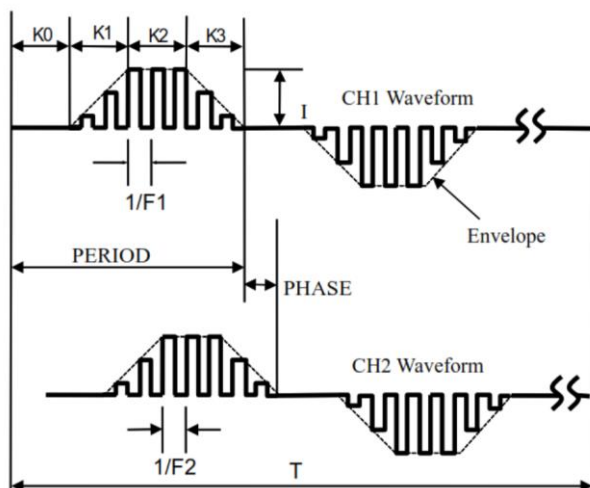 K0 K1 K2 K3
I
CH1 Waveform
1/F1
Envelope
PERIOD
PHASE
CH2 Waveform
1/F2
T